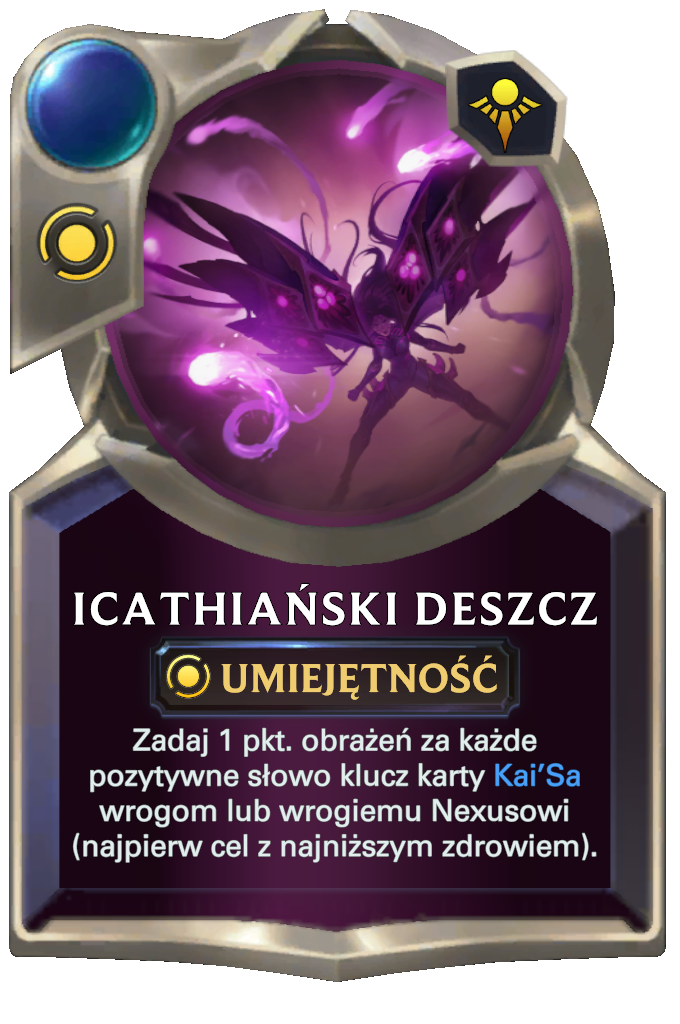 ICATHIAŃSKI DESZCZ
UMIEJĘTNOŚĆ
Zadaj 1 pkt. obrażeń za każde
pozytywne słowo klucz karty Kai’Sa
wrogom lub wrogiemu Nexusowi
(najpierw cel z najniższym zdrowiem).